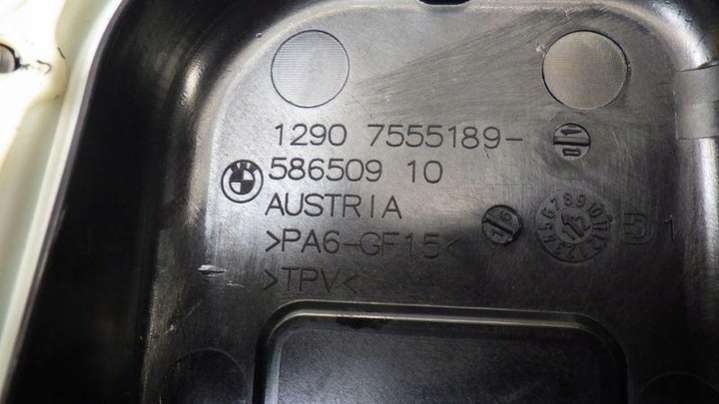 1290 7555189-
586509 10
AUSTRIA
>PA6-GF15<
>TPV<